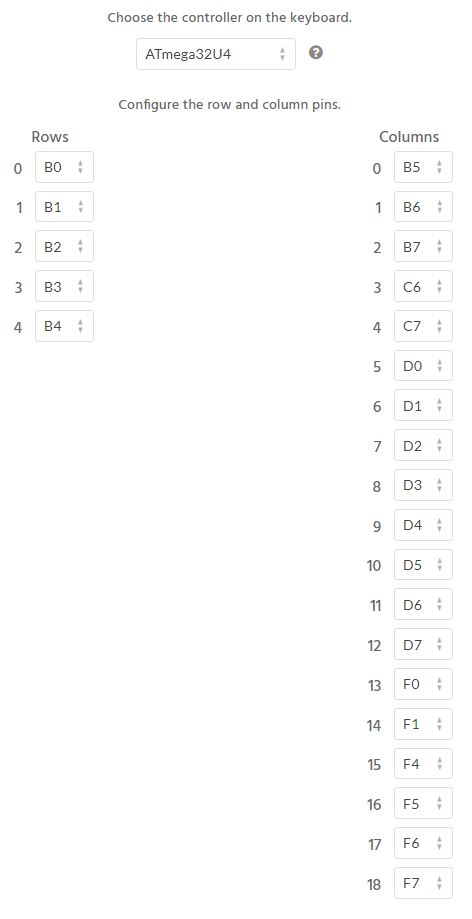 Choose the controller on the keyboard.
ATmega32U4 ?
Configure the row and column pins.
Rows Columns
0 B0 0 B5
1 B1 1 B6
2 B2 2 B7
3 B3 3 C6
4 B4 4 C7
5 D0
6 D1
7 D2
8 D3
9 D4
10 D5
11 D6
12 D7
13 F0
14 F1
15 F4
16 F5
17 F6
18 F7